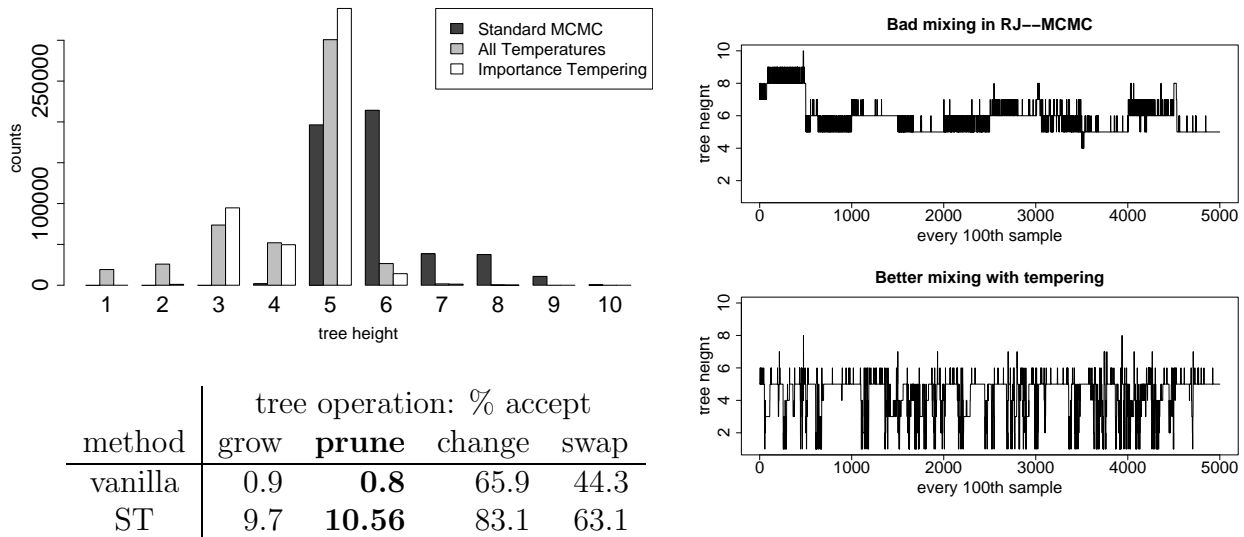 Standard MCMC
All Temperatures
Importance Tempering
counts
0 100000 250000
1 2 3 4 5 6 7 8 9 10
tree height
tree operation: % accept
method grow prune change swap
vanilla 0.9 0.8 65.9 44.3
ST 9.7 10.56 83.1 63.1
Bad mixing in RJ−−MCMC
tree height
2 4 6 8 10
0 1000 2000 3000 4000 5000
every 100th sample
Better mixing with tempering
tree height
2 4 6 8 10
0 1000 2000 3000 4000 5000
every 100th sample